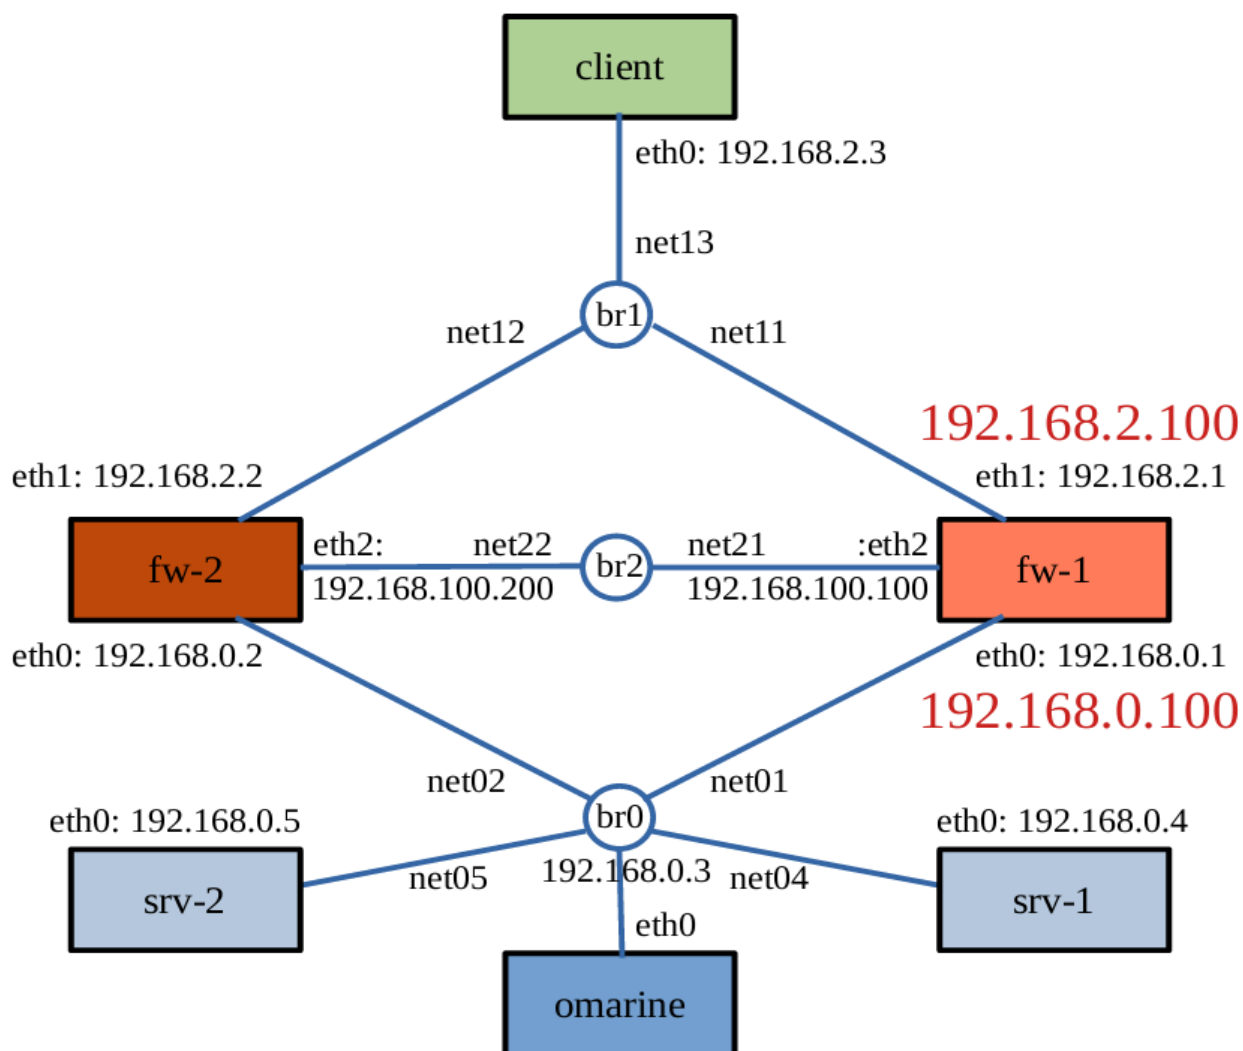 client
eth0: 192.168.2.3
net13
br1
net12
net11
192.168.2.100
eth1: 192.168.2.2
eth1: 192.168.2.1
fw-2
eth2:
net22
br2
net21
:eth2
fw-1
192.168.100.200
192.168.100.100
eth0: 192.168.0.2
eth0: 192.168.0.1
192.168.0.100
net02
net01
br0
eth0: 192.168.0.5
eth0: 192.168.0.4
net05
192.168.0.3
net04
srv-2
srv-1
eth0
omarine